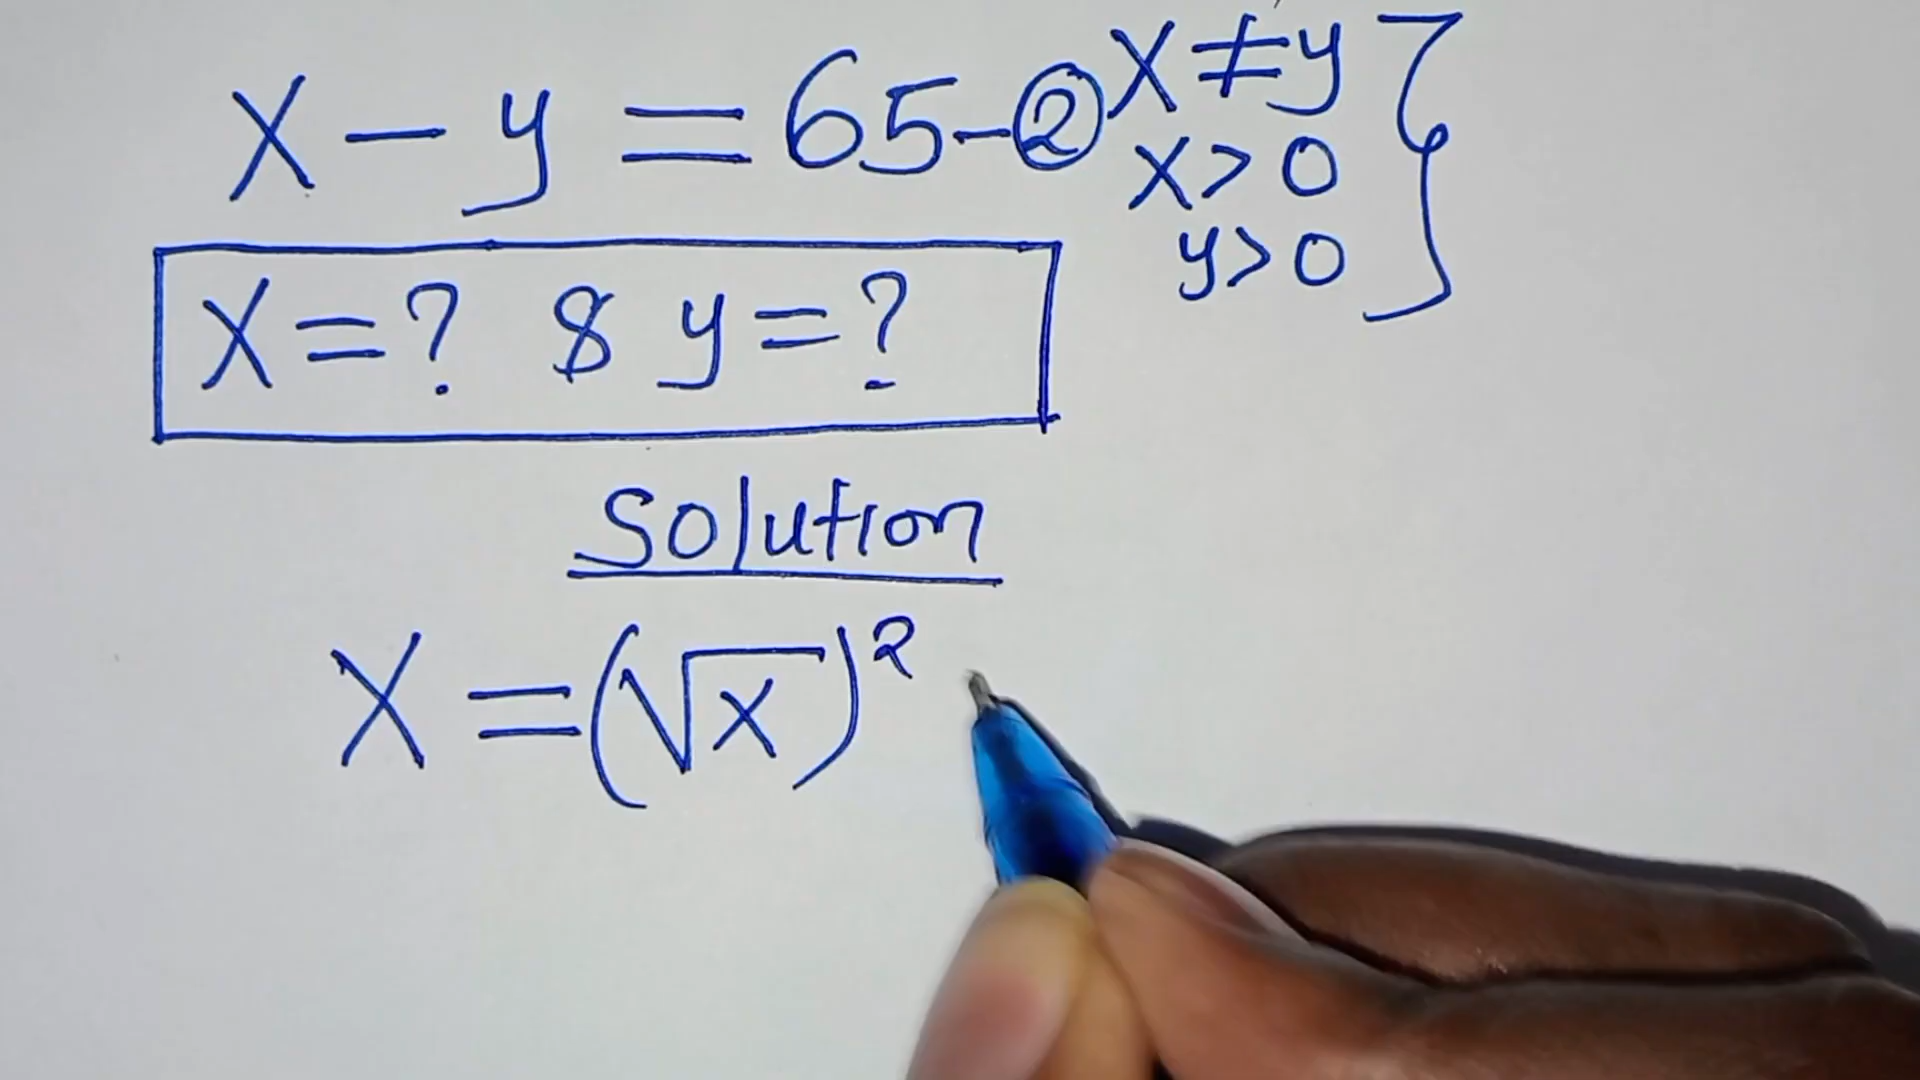 x - y = 65 - ②
x ≠ y
x > 0
y > 0
x = ? & y = ?
Solution
x = (√x)²